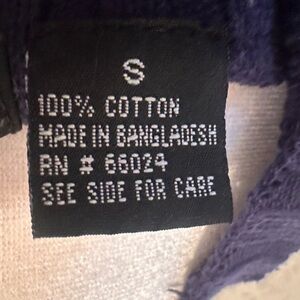 S
100% COTTON
MADE IN BANGLADESH
RN # 66024
SEE SIDE FOR CARE